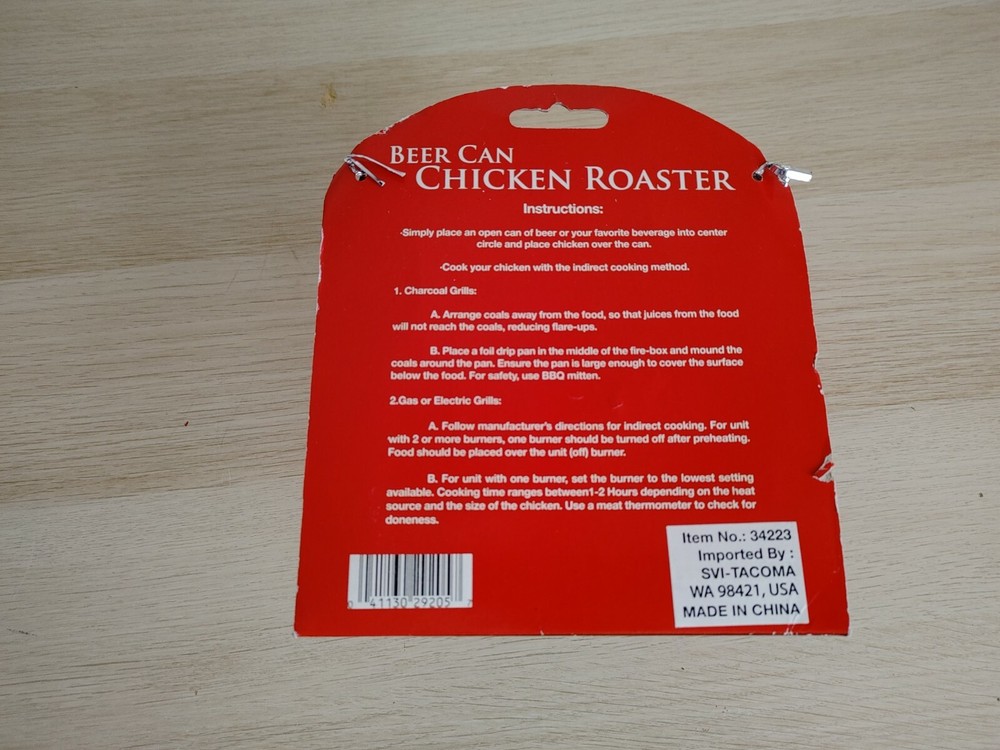 BEER CAN
CHICKEN ROASTER
Instructions:
·Simply place an open can of beer or your favorite beverage into center
circle and place chicken over the can.
·Cook your chicken with the indirect cooking method.
1. Charcoal Grills:
A. Arrange coals away from the food, so that juices from the food
will not reach the coals, reducing flare-ups.
B. Place a foil drip pan in the middle of the fire-box and mound the
coals around the pan. Ensure the pan is large enough to cover the surface
below the food. For safety, use BBQ mitten.
2.Gas or Electric Grills:
A. Follow manufacturer's directions for indirect cooking. For unit
with 2 or more burners, one burner should be turned off after preheating.
Food should be placed over the unit (off) burner.
B. For unit with one burner, set the burner to the lowest setting
available. Cooking time ranges between1-2 Hours depending on the heat
source and the size of the chicken. Use a meat thermometer to check for
doneness.
0 41130 29205 7
Item No.: 34223
Imported By :
SVI-TACOMA
WA 98421, USA
MADE IN CHINA